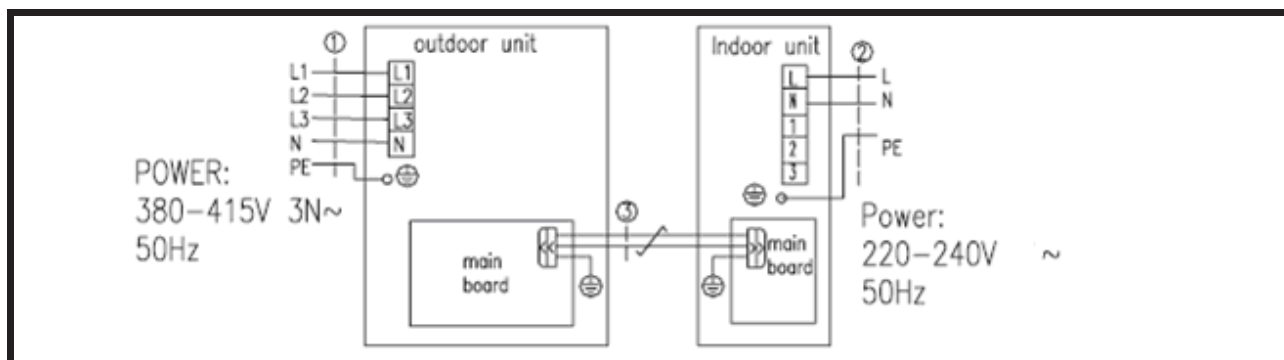 ①
outdoor unit
L1 L1
L2 L2
L3 L3
N N
PE
POWER:
380-415V 3N~
50Hz
main
board
③
Indoor unit
②
L L
N N
1
2
3
PE
main
board
Power:
220-240V ~
50Hz